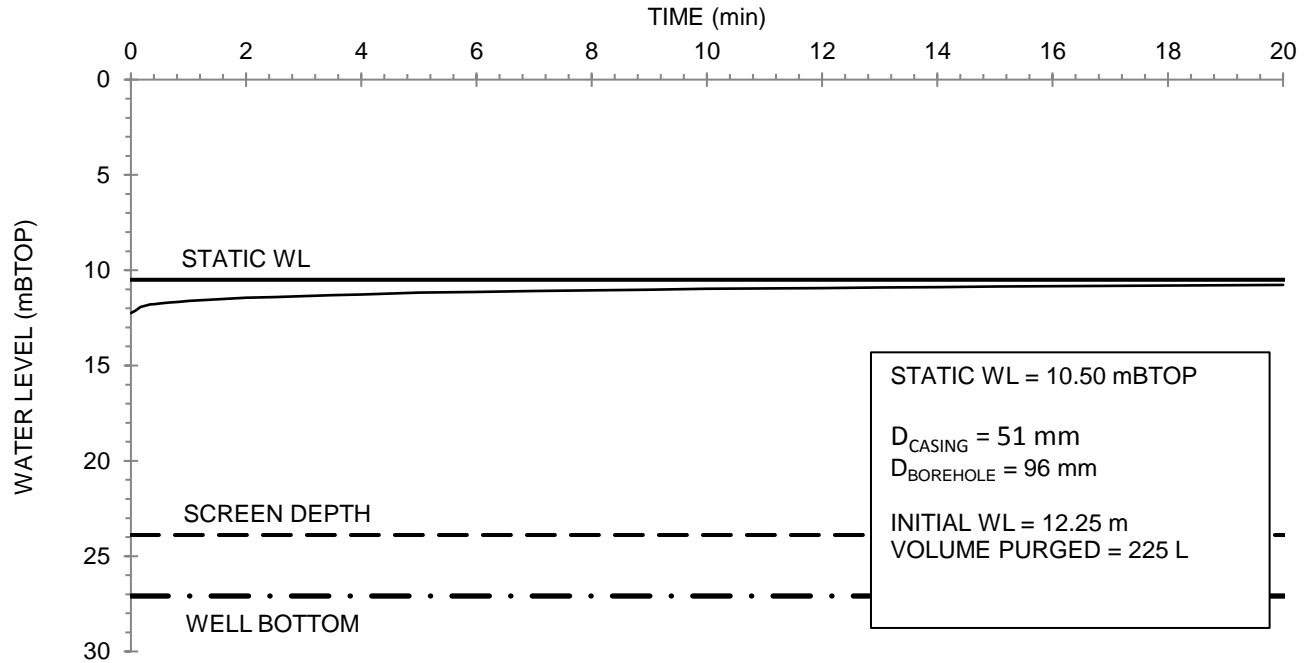 TIME (min)
0 2 4 6 8 10 12 14 16 18 20
0
5
10
15
20
25
30
WATER LEVEL (mBTOP)
STATIC WL
SCREEN DEPTH
WELL BOTTOM
STATIC WL = 10.50 mBTOP
D_CASING = 51 mm
D_BOREHOLE = 96 mm
INITIAL WL = 12.25 m
VOLUME PURGED = 225 L